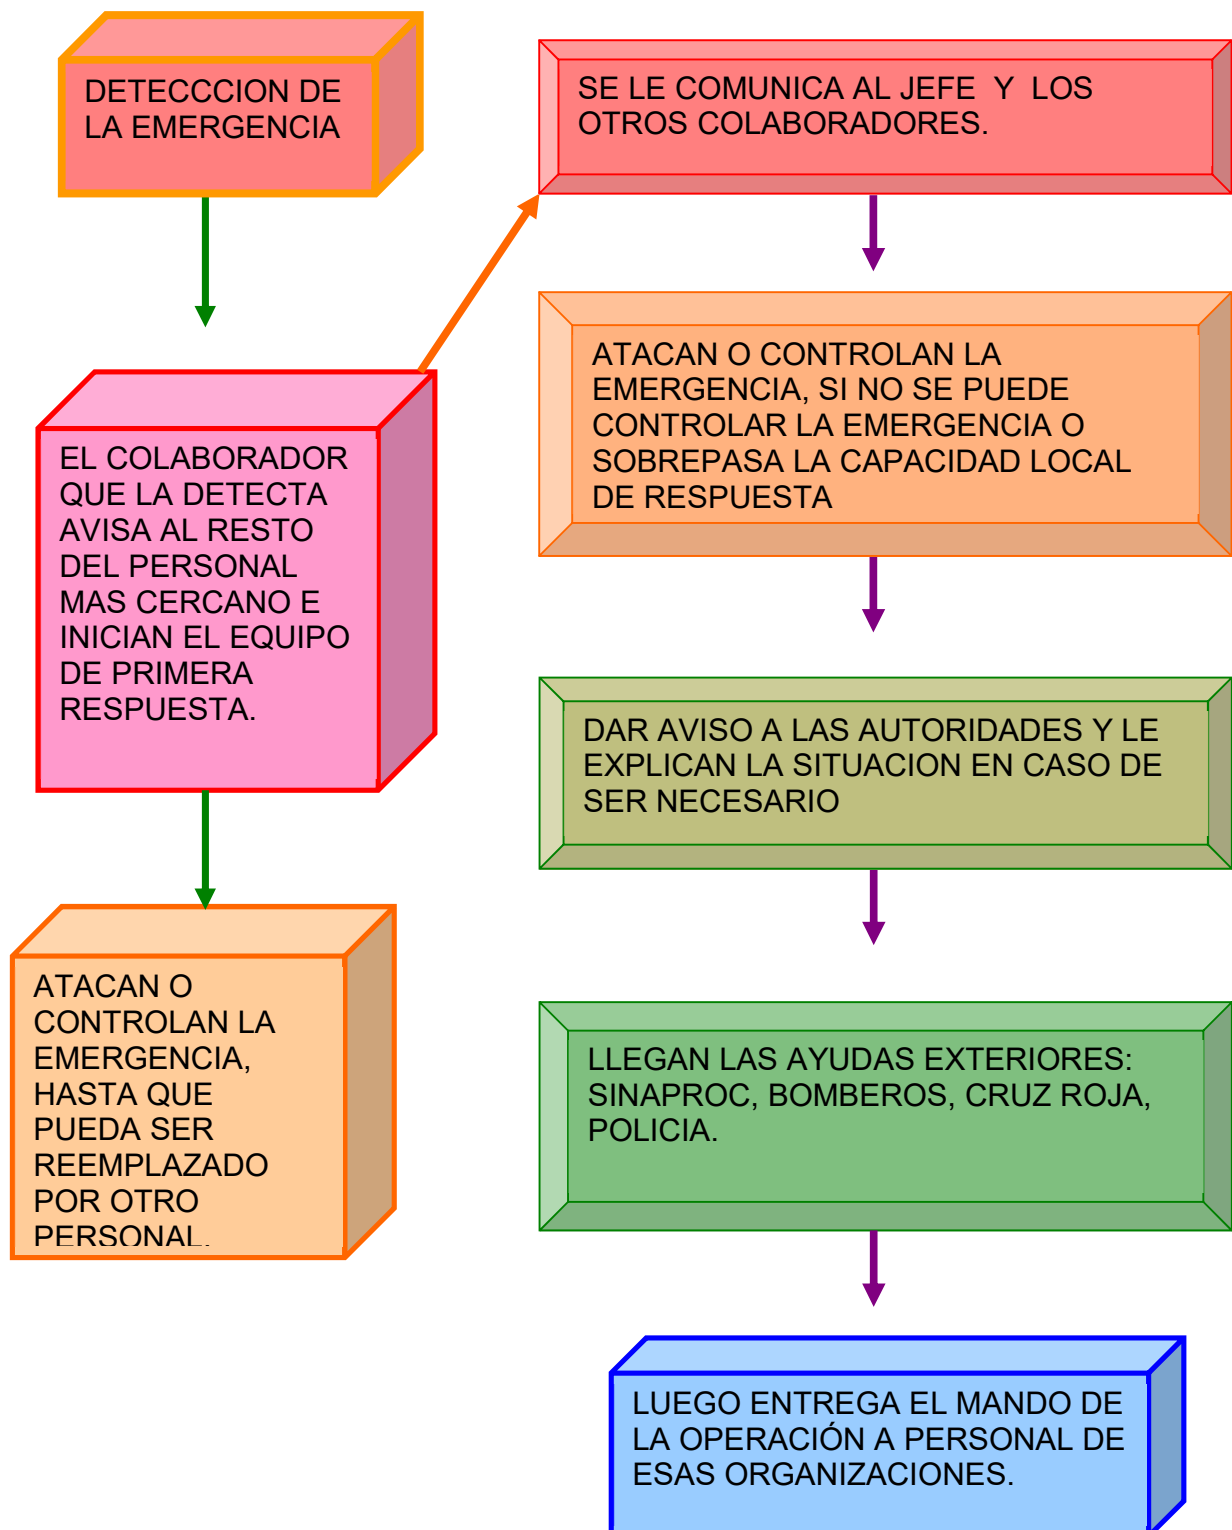 DETECCCION DE
LA EMERGENCIA
EL COLABORADOR
QUE LA DETECTA
AVISA AL RESTO
DEL PERSONAL
MAS CERCANO E
INICIAN EL EQUIPO
DE PRIMERA
RESPUESTA.
ATACAN O
CONTROLAN LA
EMERGENCIA,
HASTA QUE
PUEDA SER
REEMPLAZADO
POR OTRO
PERSONAL.
SE LE COMUNICA AL JEFE Y LOS
OTROS COLABORADORES.
ATACAN O CONTROLAN LA
EMERGENCIA, SI NO SE PUEDE
CONTROLAR LA EMERGENCIA O
SOBREPASA LA CAPACIDAD LOCAL
DE RESPUESTA
DAR AVISO A LAS AUTORIDADES Y LE
EXPLICAN LA SITUACION EN CASO DE
SER NECESARIO
LLEGAN LAS AYUDAS EXTERIORES:
SINAPROC, BOMBEROS, CRUZ ROJA,
POLICIA.
LUEGO ENTREGA EL MANDO DE
LA OPERACIÓN A PERSONAL DE
ESAS ORGANIZACIONES.